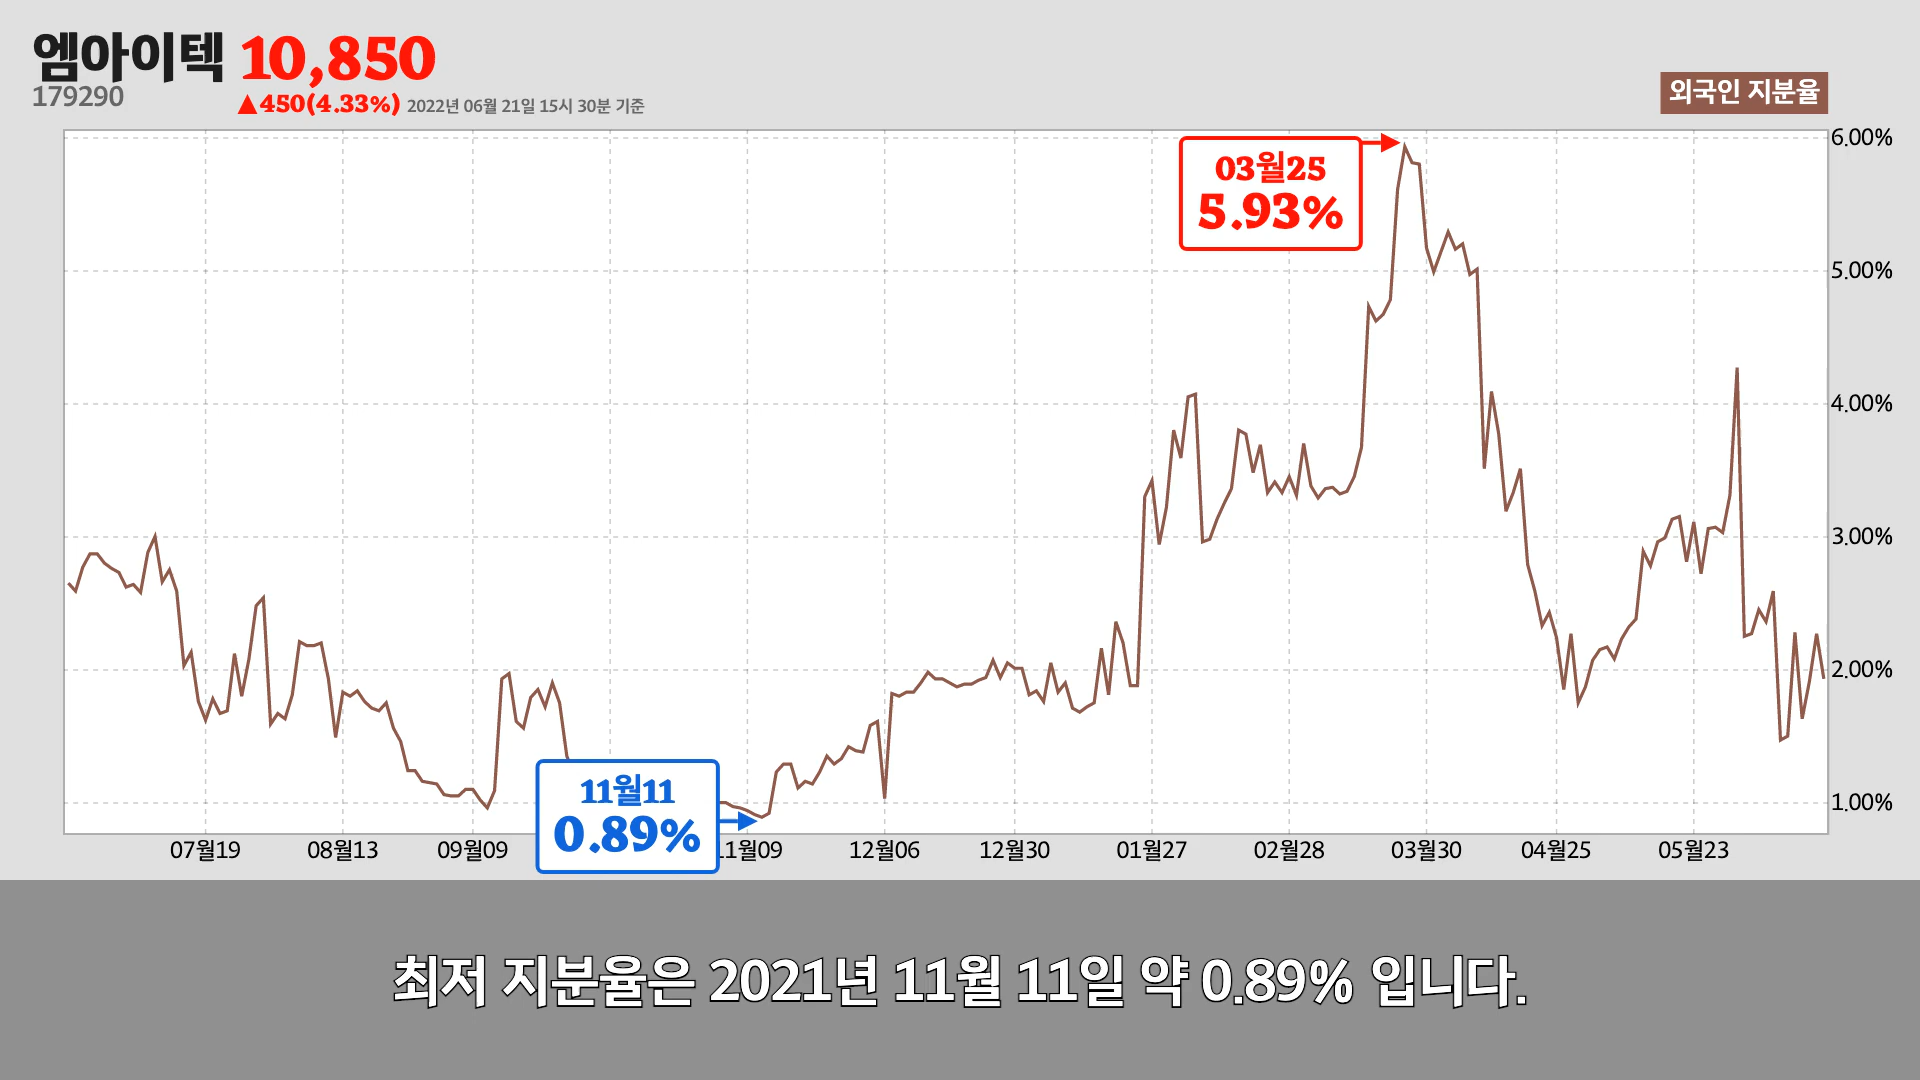 엠아이텍 10,850
179290
▲450(4.33%) 2022년 06월 21일 15시 30분 기준
외국인 지분율
6.00%
5.00%
4.00%
3.00%
2.00%
1.00%
03월25
5.93%
11월11
0.89%
07월19 08월13 09월09 11월09 12월06 12월30 01월27 02월28 03월30 04월25 05월23
최저 지분율은 2021년 11월 11일 약 0.89% 입니다.